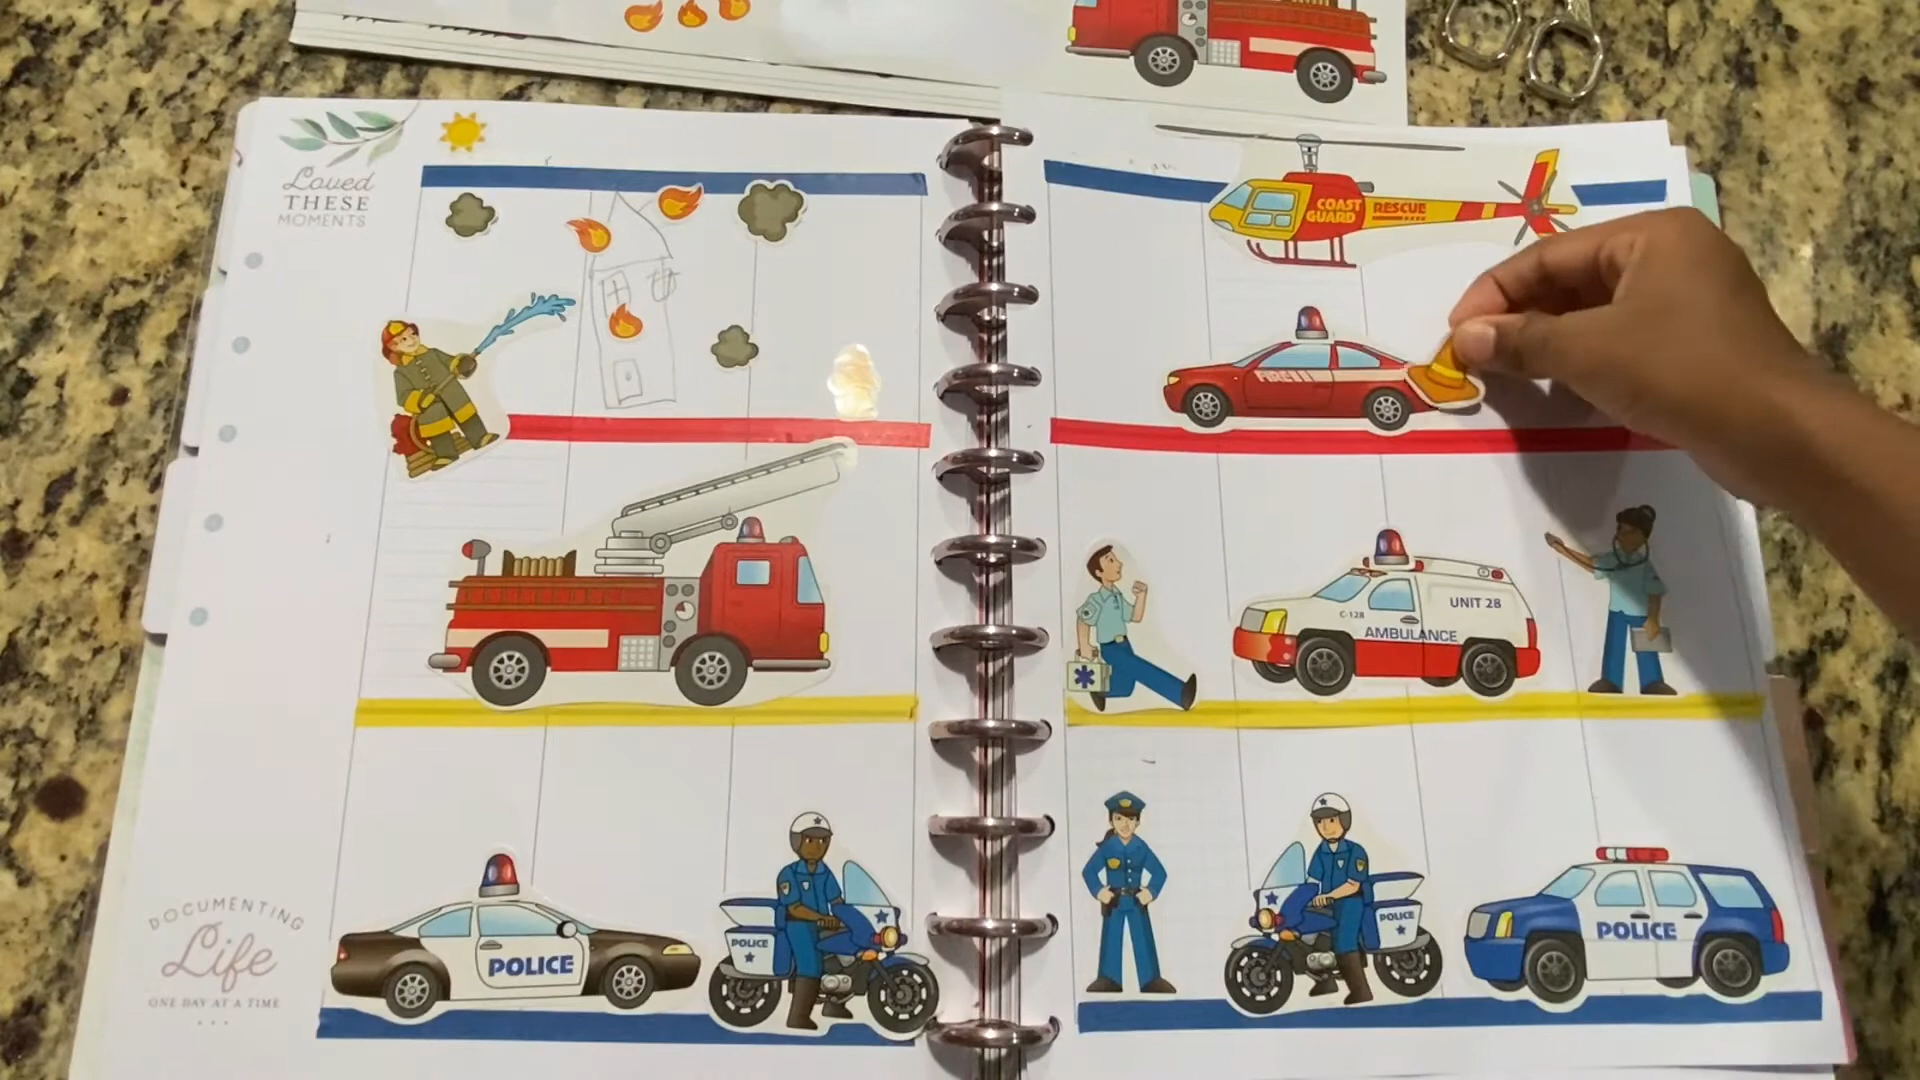 Loved
THESE
MOMENTS
COAST
GUARD
RESCUE
FIRE
UNIT 28
C-128
AMBULANCE
DOCUMENTING
Life
ONE DAY AT A TIME
POLICE
POLICE
POLICE
POLICE